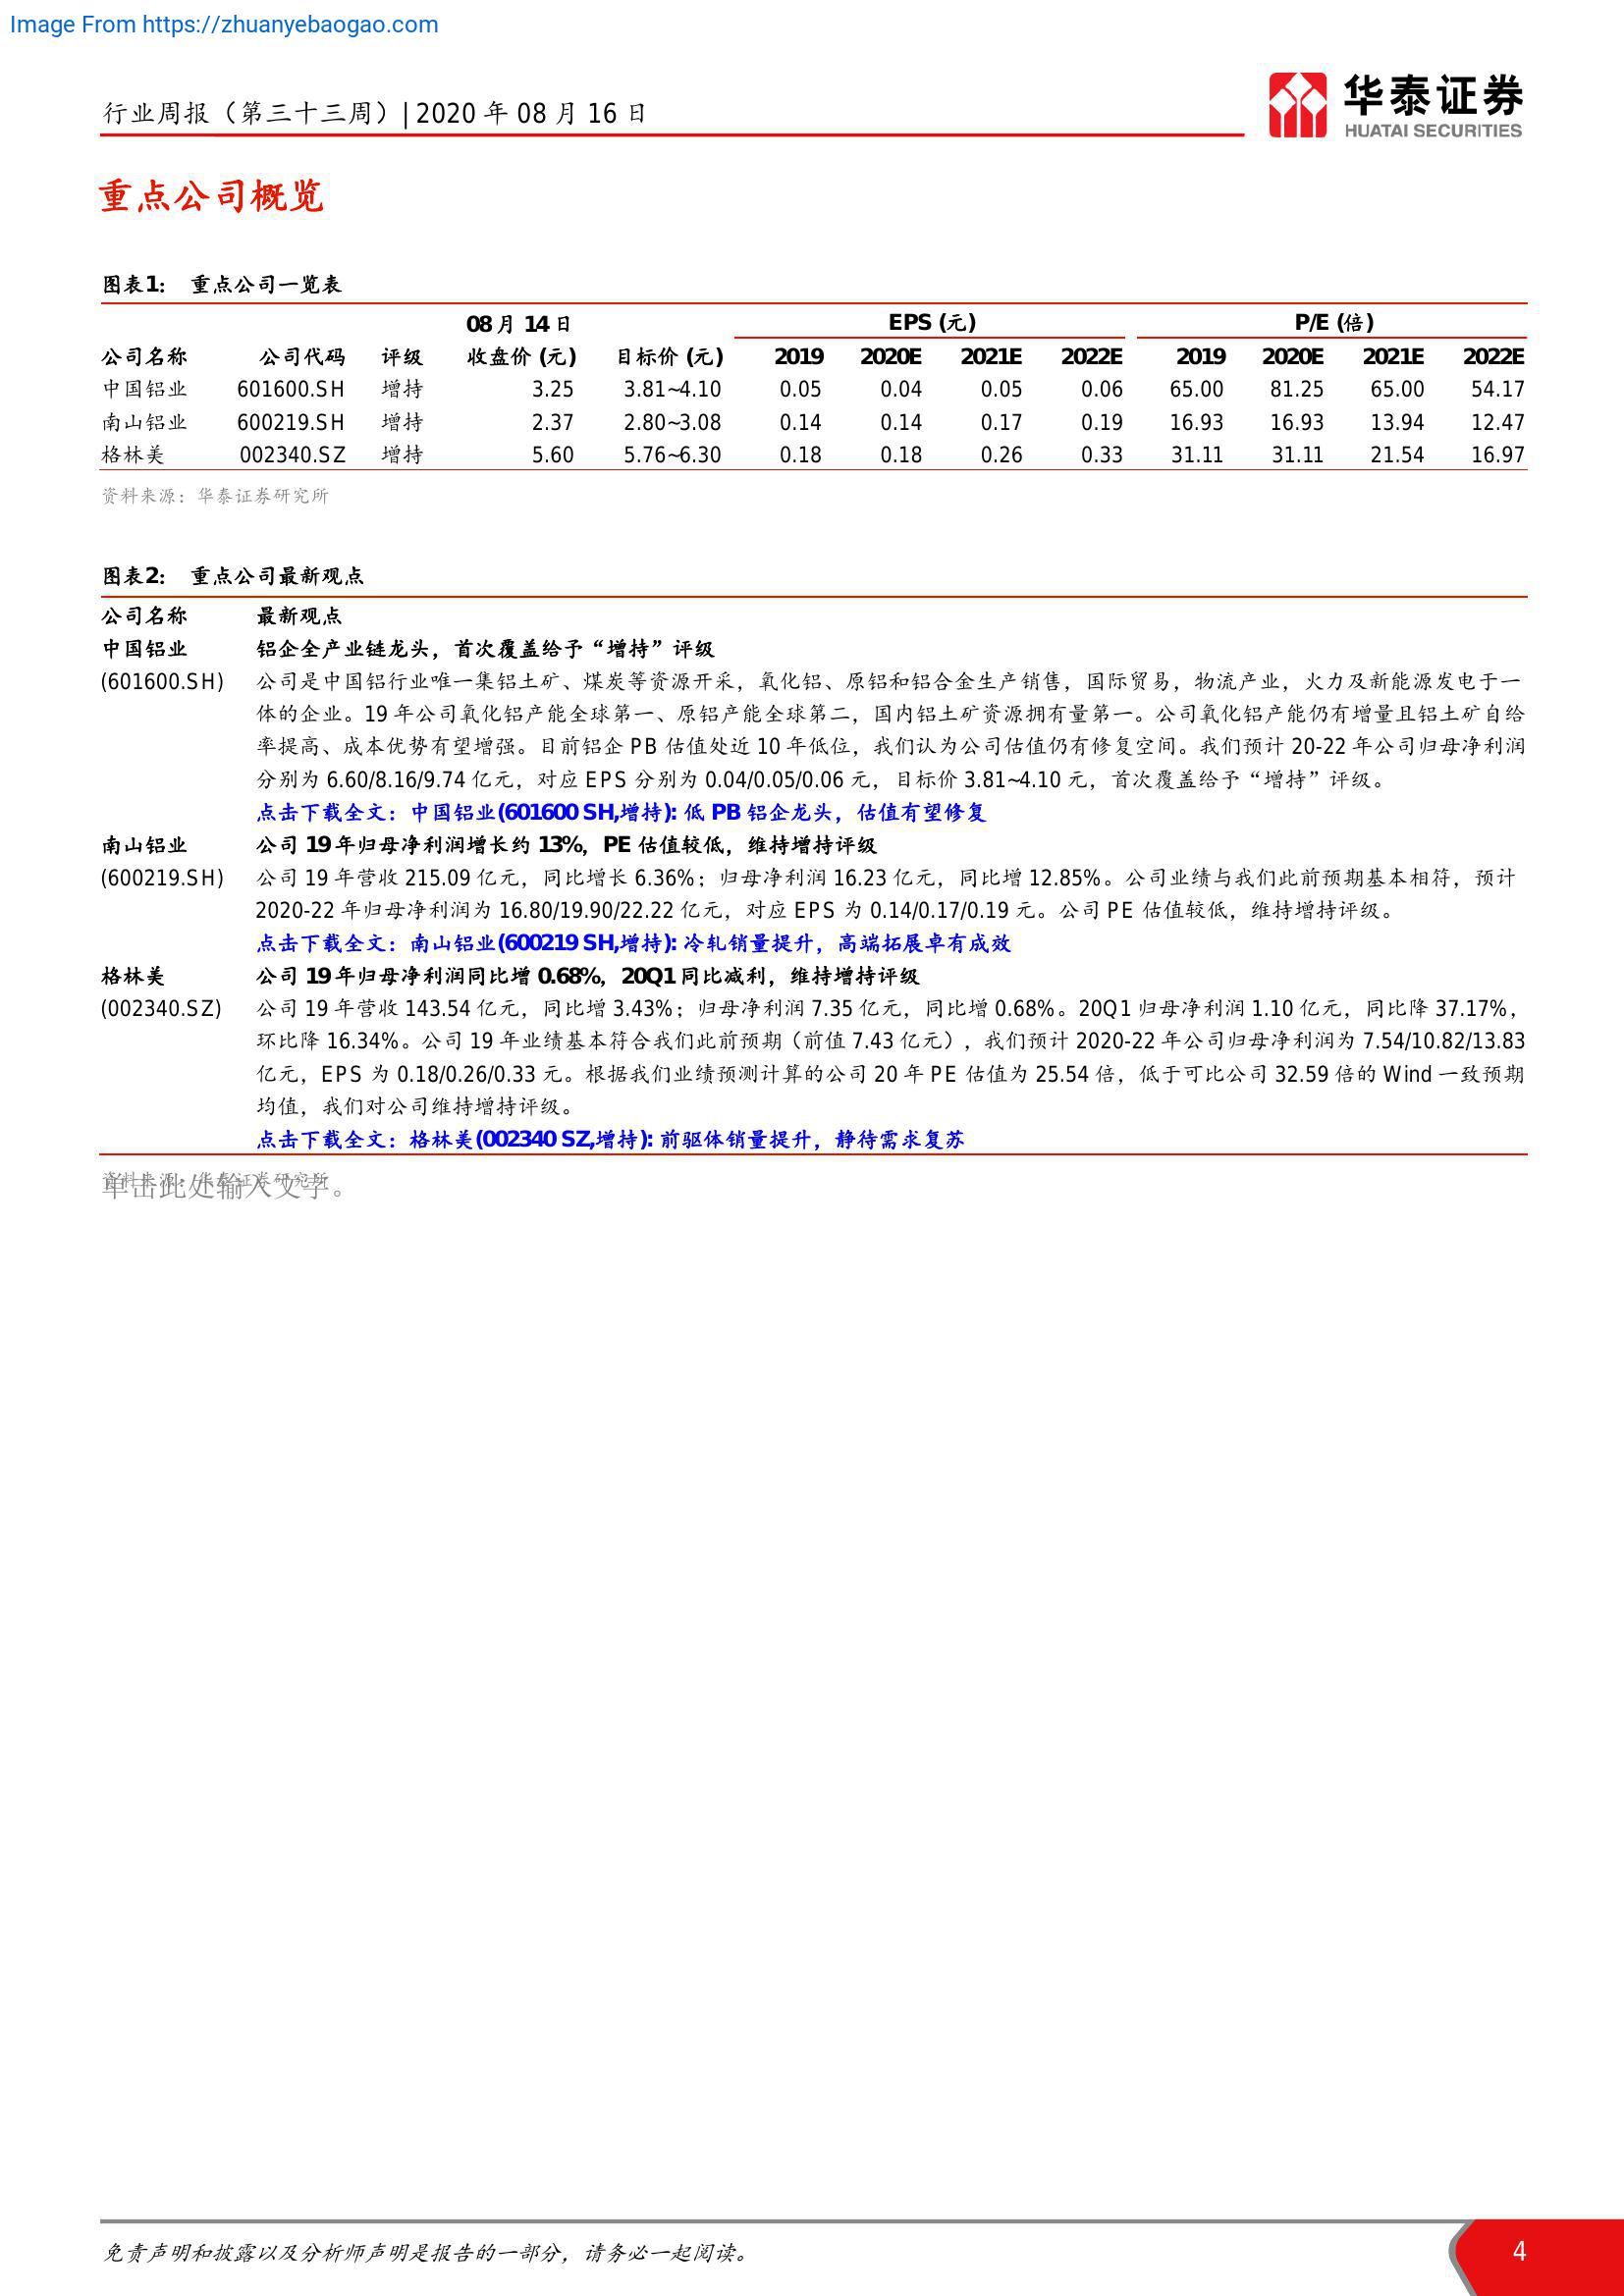 Image From https://zhuanyebaogao.com
行业周报（第三十三周）| 2020 年 08 月 16 日
华泰证券
HUATAI SECURITIES
重点公司概览
图表1： 重点公司一览表
08 月 14 日 EPS (元) P/E (倍)
公司名称 公司代码 评级 收盘价 (元) 目标价 (元) 2019 2020E 2021E 2022E 2019 2020E 2021E 2022E
中国铝业 601600.SH 增持 3.25 3.81~4.10 0.05 0.04 0.05 0.06 65.00 81.25 65.00 54.17
南山铝业 600219.SH 增持 2.37 2.80~3.08 0.14 0.14 0.17 0.19 16.93 16.93 13.94 12.47
格林美 002340.SZ 增持 5.60 5.76~6.30 0.18 0.18 0.26 0.33 31.11 31.11 21.54 16.97
资料来源：华泰证券研究所
图表2： 重点公司最新观点
公司名称 最新观点
中国铝业 铝企全产业链龙头，首次覆盖给予“增持”评级
(601600.SH) 公司是中国铝行业唯一集铝土矿、煤炭等资源开采，氧化铝、原铝和铝合金生产销售，国际贸易，物流产业，火力及新能源发电于一
体的企业。19 年公司氧化铝产能全球第一、原铝产能全球第二，国内铝土矿资源拥有量第一。公司氧化铝产能仍有增量且铝土矿自给
率提高、成本优势有望增强。目前铝企 PB 估值处近 10 年低位，我们认为公司估值仍有修复空间。我们预计 20-22 年公司归母净利润
分别为 6.60/8.16/9.74 亿元，对应 EPS 分别为 0.04/0.05/0.06 元，目标价 3.81~4.10 元，首次覆盖给予“增持”评级。
点击下载全文：中国铝业(601600 SH,增持): 低 PB 铝企龙头，估值有望修复
南山铝业 公司 19 年归母净利润增长约 13%，PE 估值较低，维持增持评级
(600219.SH) 公司 19 年营收 215.09 亿元，同比增长 6.36%；归母净利润 16.23 亿元，同比增 12.85%。公司业绩与我们此前预期基本相符，预计
2020-22 年归母净利润为 16.80/19.90/22.22 亿元，对应 EPS 为 0.14/0.17/0.19 元。公司 PE 估值较低，维持增持评级。
点击下载全文：南山铝业(600219 SH,增持): 冷轧销量提升，高端拓展卓有成效
格林美 公司 19 年归母净利润同比增 0.68%，20Q1 同比减利，维持增持评级
(002340.SZ) 公司 19 年营收 143.54 亿元，同比增 3.43%；归母净利润 7.35 亿元，同比增 0.68%。20Q1 归母净利润 1.10 亿元，同比降 37.17%，
环比降 16.34%。公司 19 年业绩基本符合我们此前预期（前值 7.43 亿元），我们预计 2020-22 年公司归母净利润为 7.54/10.82/13.83
亿元，EPS 为 0.18/0.26/0.33 元。根据我们业绩预测计算的公司 20 年 PE 估值为 25.54 倍，低于可比公司 32.59 倍的 Wind 一致预期
均值，我们对公司维持增持评级。
点击下载全文：格林美(002340 SZ,增持): 前驱体销量提升，静待需求复苏
资料来源：华泰证券研究所
单击此处输入文字。
免责声明和披露以及分析师声明是报告的一部分，请务必一起阅读。
4